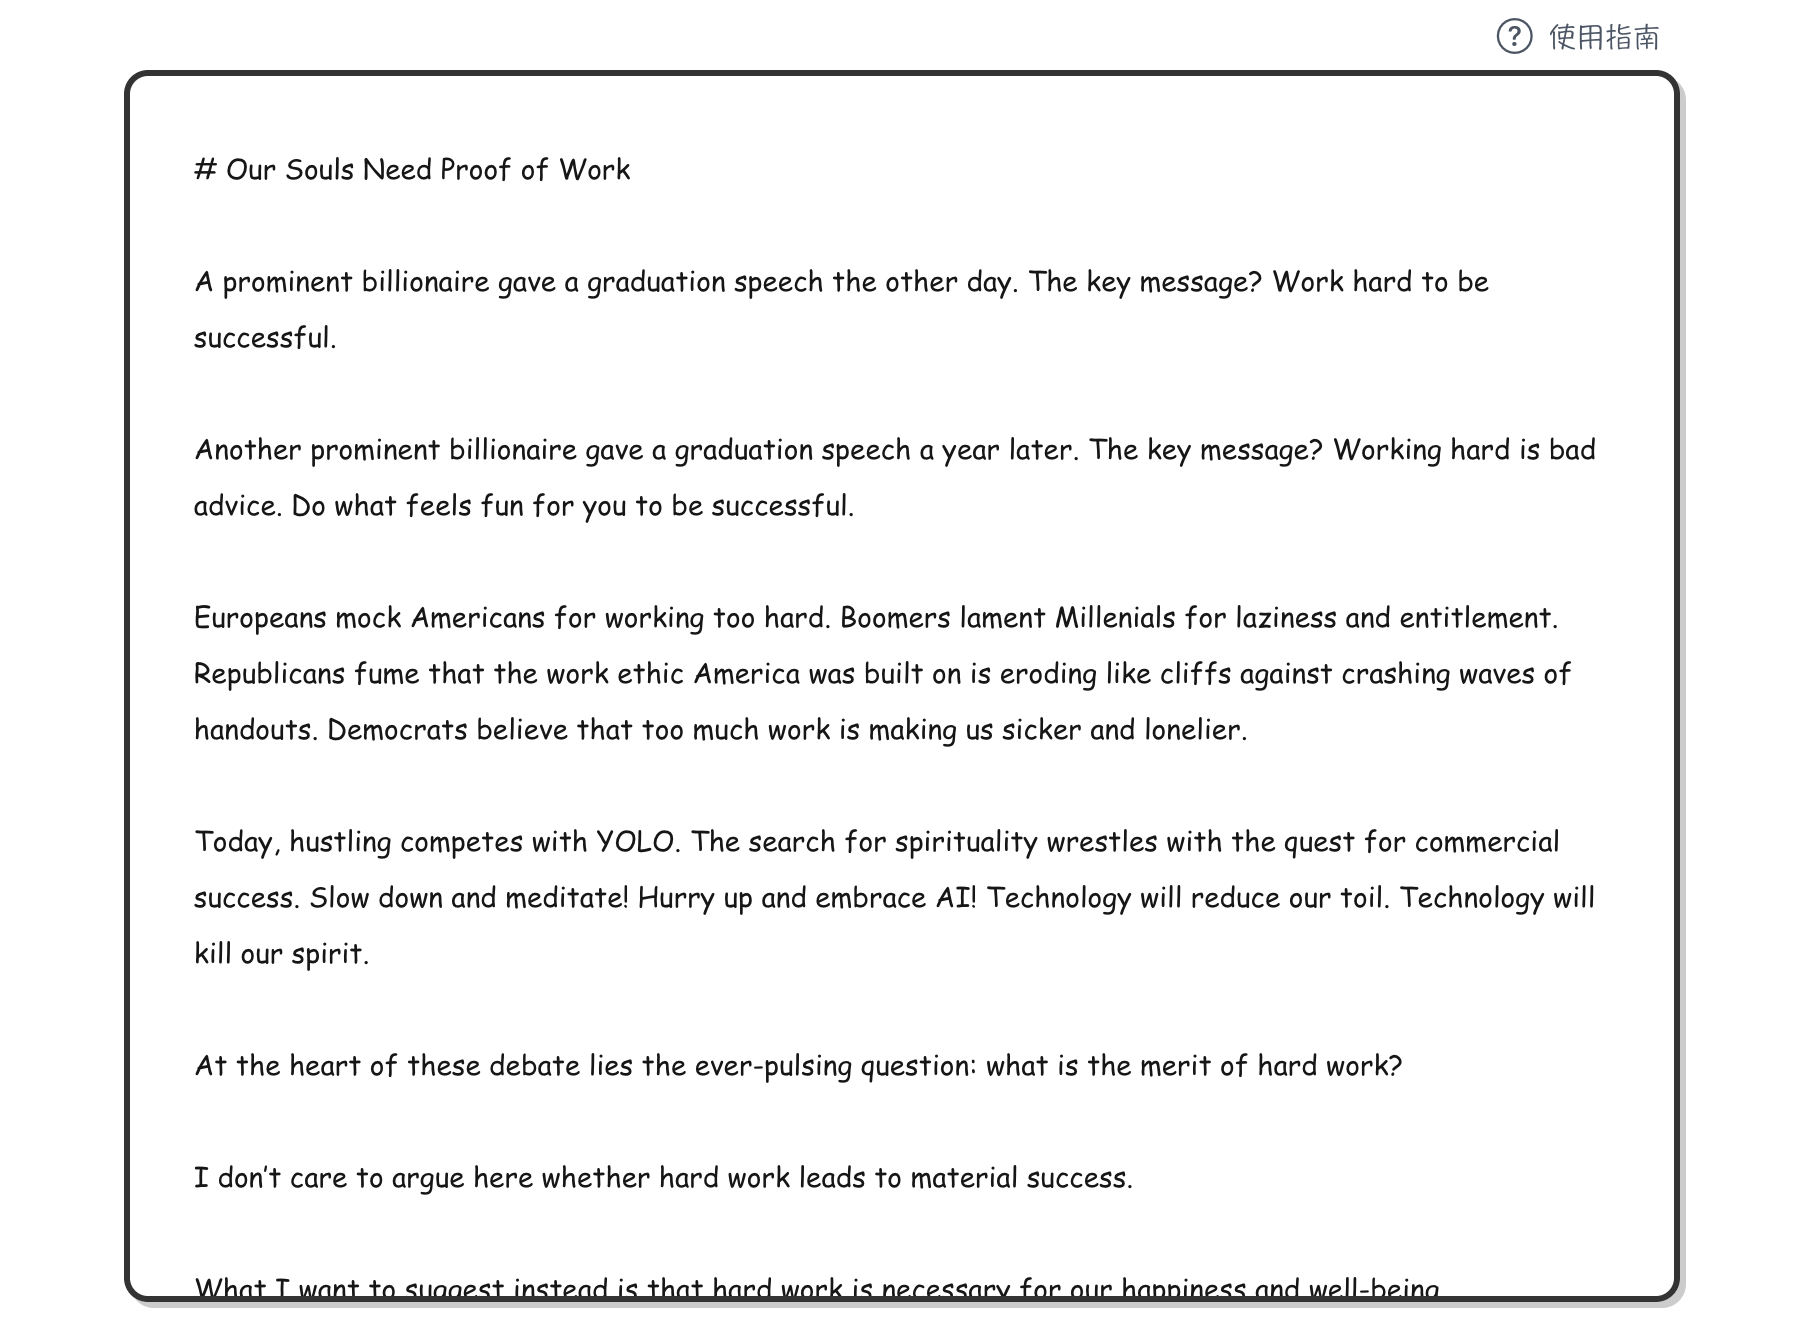 使用指南
# Our Souls Need Proof of Work
A prominent billionaire gave a graduation speech the other day. The key message? Work hard to be
successful.
Another prominent billionaire gave a graduation speech a year later. The key message? Working hard is bad
advice. Do what feels fun for you to be successful.
Europeans mock Americans for working too hard. Boomers lament Millenials for laziness and entitlement.
Republicans fume that the work ethic America was built on is eroding like cliffs against crashing waves of
handouts. Democrats believe that too much work is making us sicker and lonelier.
Today, hustling competes with YOLO. The search for spirituality wrestles with the quest for commercial
success. Slow down and meditate! Hurry up and embrace AI! Technology will reduce our toil. Technology will
kill our spirit.
At the heart of these debate lies the ever-pulsing question: what is the merit of hard work?
I don’t care to argue here whether hard work leads to material success.
What I want to suggest instead is that hard work is necessary for our happiness and well-being